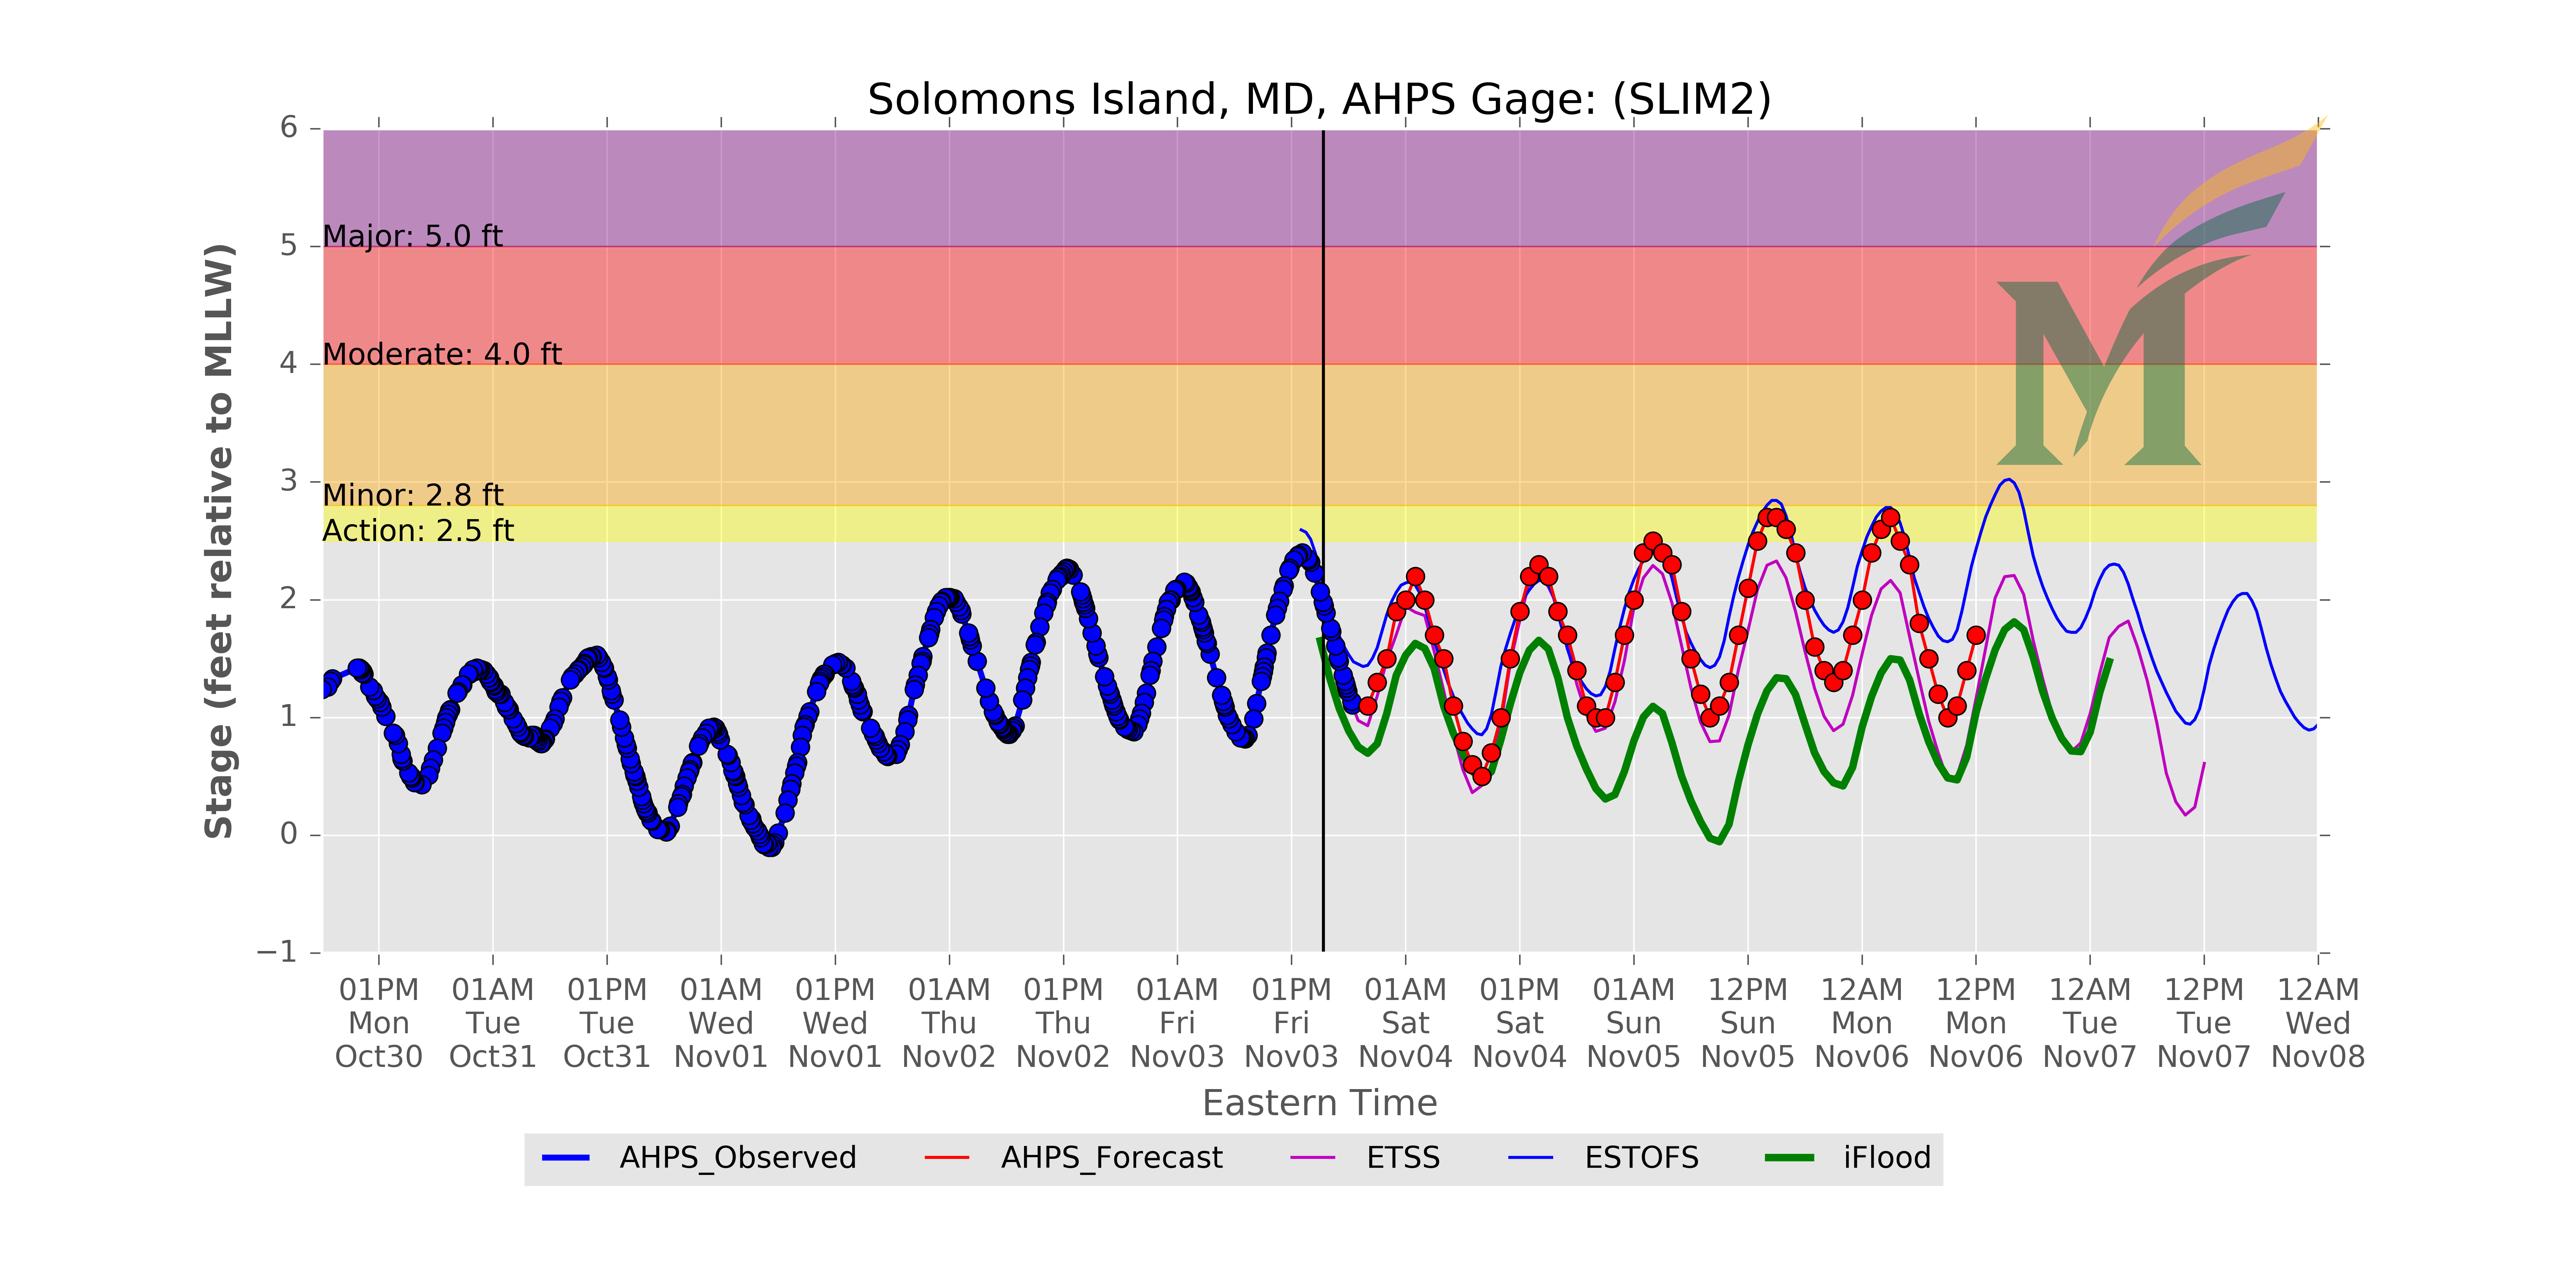 Solomons Island, MD, AHPS Gage: (SLIM2)
Stage (feet relative to MLLW)
6
5
4
3
2
1
0
−1
Major: 5.0 ft
Moderate: 4.0 ft
Minor: 2.8 ft
Action: 2.5 ft
M
01PM 01AM 01PM 01AM 01PM 01AM 01PM 01AM 01PM 01AM 01PM 01AM 12PM 12AM 12PM 12AM 12PM 12AM
Mon Tue Tue Wed Wed Thu Thu Fri Fri Sat Sat Sun Sun Mon Mon Tue Tue Wed
Oct30 Oct31 Oct31 Nov01 Nov01 Nov02 Nov02 Nov03 Nov03 Nov04 Nov04 Nov05 Nov05 Nov06 Nov06 Nov07 Nov07 Nov08
Eastern Time
AHPS_Observed AHPS_Forecast ETSS ESTOFS iFlood